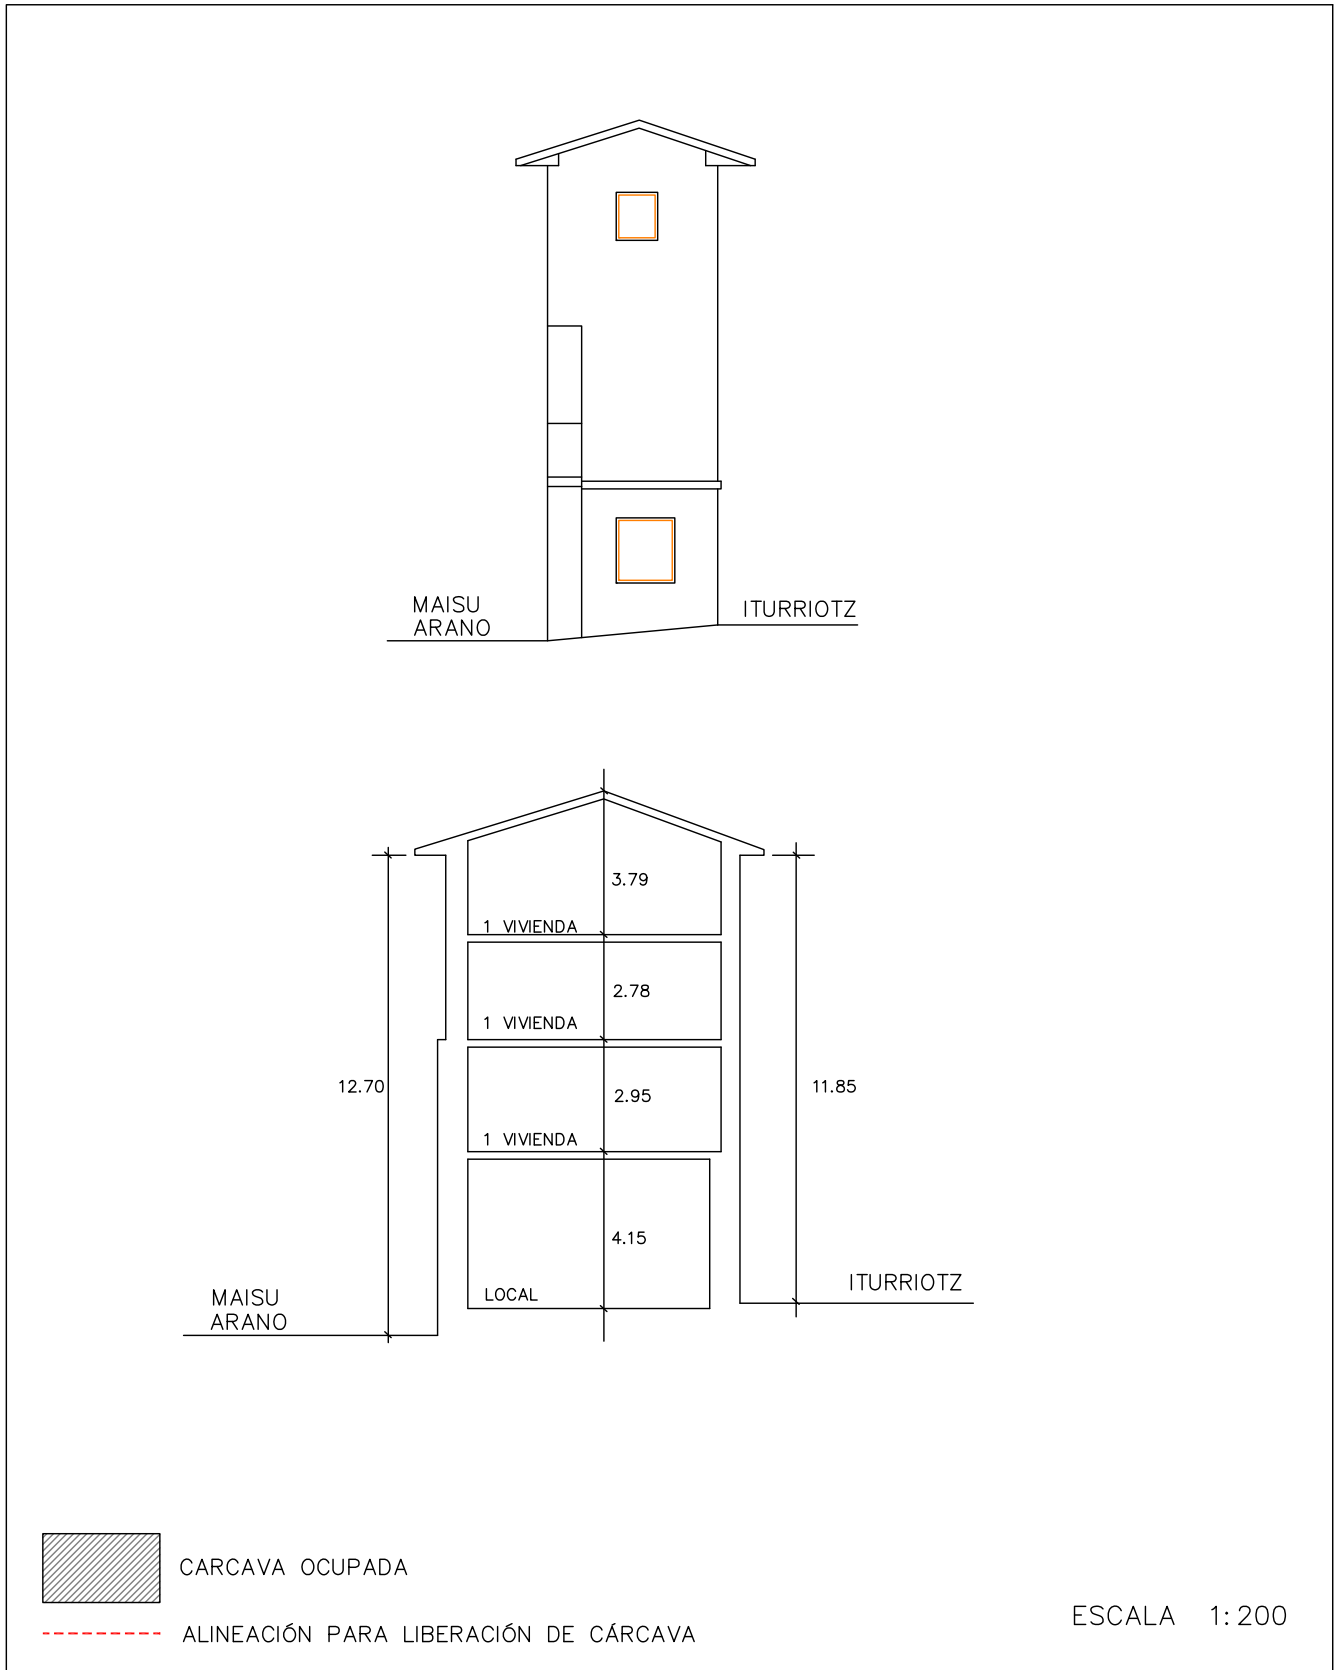 MAISU
ARANO
ITURRIOTZ
3.79
1 VIVIENDA
2.78
1 VIVIENDA
12.70
2.95
11.85
1 VIVIENDA
4.15
LOCAL
ITURRIOTZ
MAISU
ARANO
CARCAVA OCUPADA
ALINEACIÓN PARA LIBERACIÓN DE CÁRCAVA
ESCALA 1:200